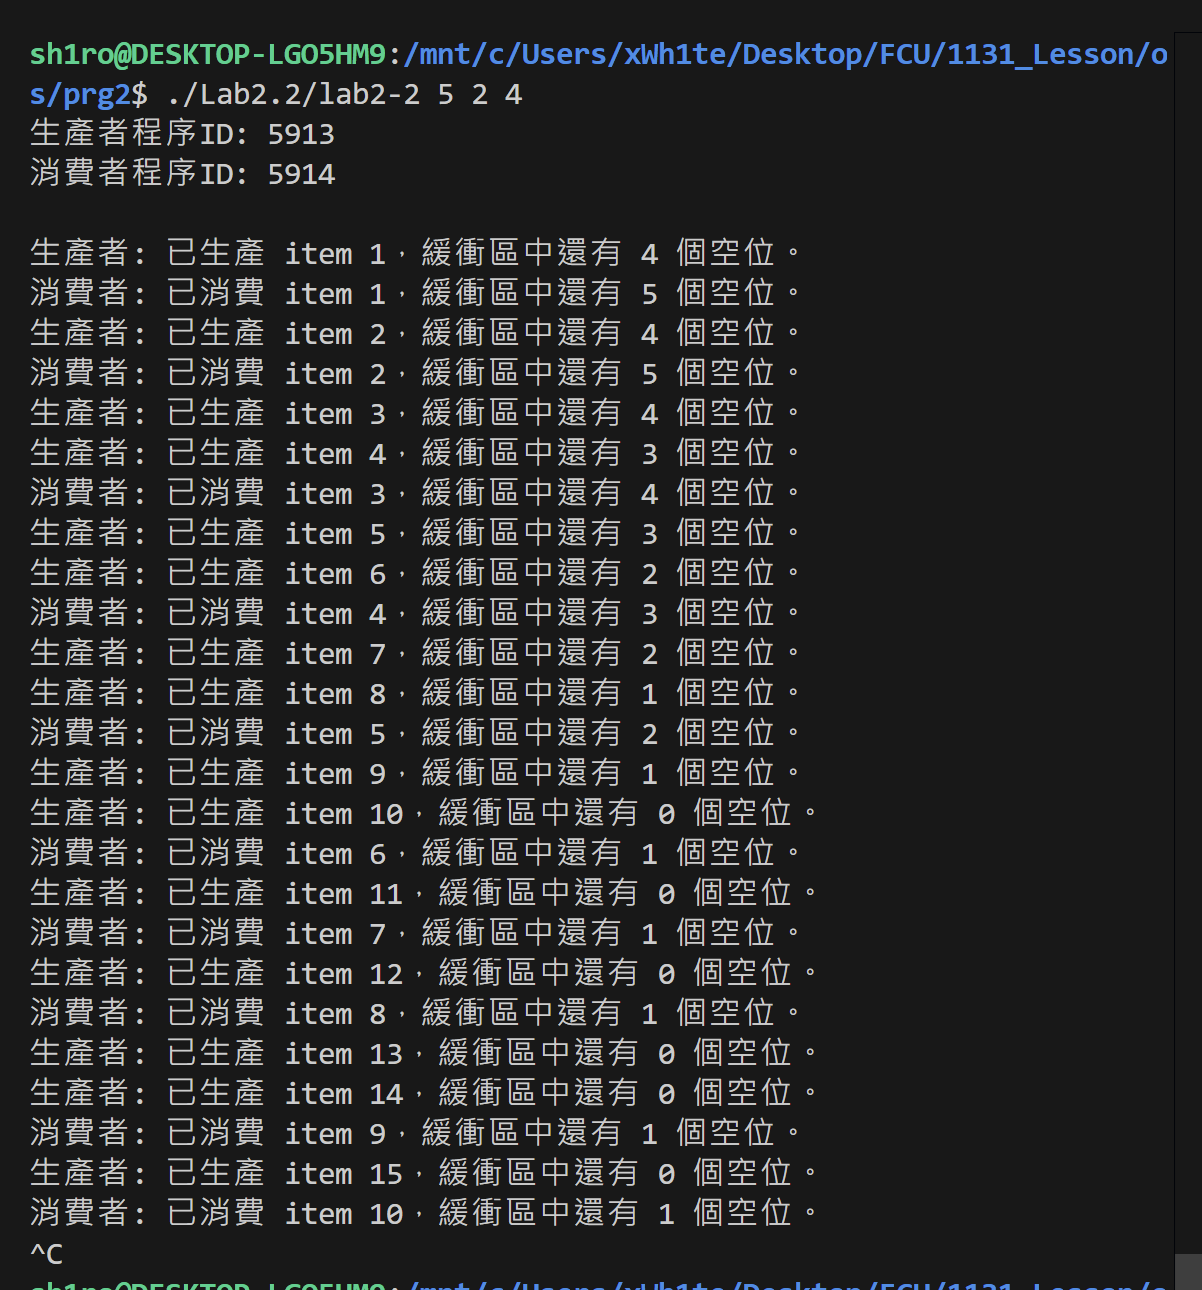 sh1ro@DESKTOP-LGO5HM9:/mnt/c/Users/xWh1te/Desktop/FCU/1131_Lesson/o
s/prg2$ ./Lab2.2/lab2-2 5 2 4
生產者程序ID: 5913
消費者程序ID: 5914
生產者: 已生產 item 1，緩衝區中還有 4 個空位。
消費者: 已消費 item 1，緩衝區中還有 5 個空位。
生產者: 已生產 item 2，緩衝區中還有 4 個空位。
消費者: 已消費 item 2，緩衝區中還有 5 個空位。
生產者: 已生產 item 3，緩衝區中還有 4 個空位。
生產者: 已生產 item 4，緩衝區中還有 3 個空位。
消費者: 已消費 item 3，緩衝區中還有 4 個空位。
生產者: 已生產 item 5，緩衝區中還有 3 個空位。
生產者: 已生產 item 6，緩衝區中還有 2 個空位。
消費者: 已消費 item 4，緩衝區中還有 3 個空位。
生產者: 已生產 item 7，緩衝區中還有 2 個空位。
生產者: 已生產 item 8，緩衝區中還有 1 個空位。
消費者: 已消費 item 5，緩衝區中還有 2 個空位。
生產者: 已生產 item 9，緩衝區中還有 1 個空位。
生產者: 已生產 item 10，緩衝區中還有 0 個空位。
消費者: 已消費 item 6，緩衝區中還有 1 個空位。
生產者: 已生產 item 11，緩衝區中還有 0 個空位。
消費者: 已消費 item 7，緩衝區中還有 1 個空位。
生產者: 已生產 item 12，緩衝區中還有 0 個空位。
消費者: 已消費 item 8，緩衝區中還有 1 個空位。
生產者: 已生產 item 13，緩衝區中還有 0 個空位。
生產者: 已生產 item 14，緩衝區中還有 0 個空位。
消費者: 已消費 item 9，緩衝區中還有 1 個空位。
生產者: 已生產 item 15，緩衝區中還有 0 個空位。
消費者: 已消費 item 10，緩衝區中還有 1 個空位。
^C
sh1ro@DESKTOP-LGO5HM9:/mnt/c/Users/xWh1te/Desktop/FCU/1131_Lesson/o